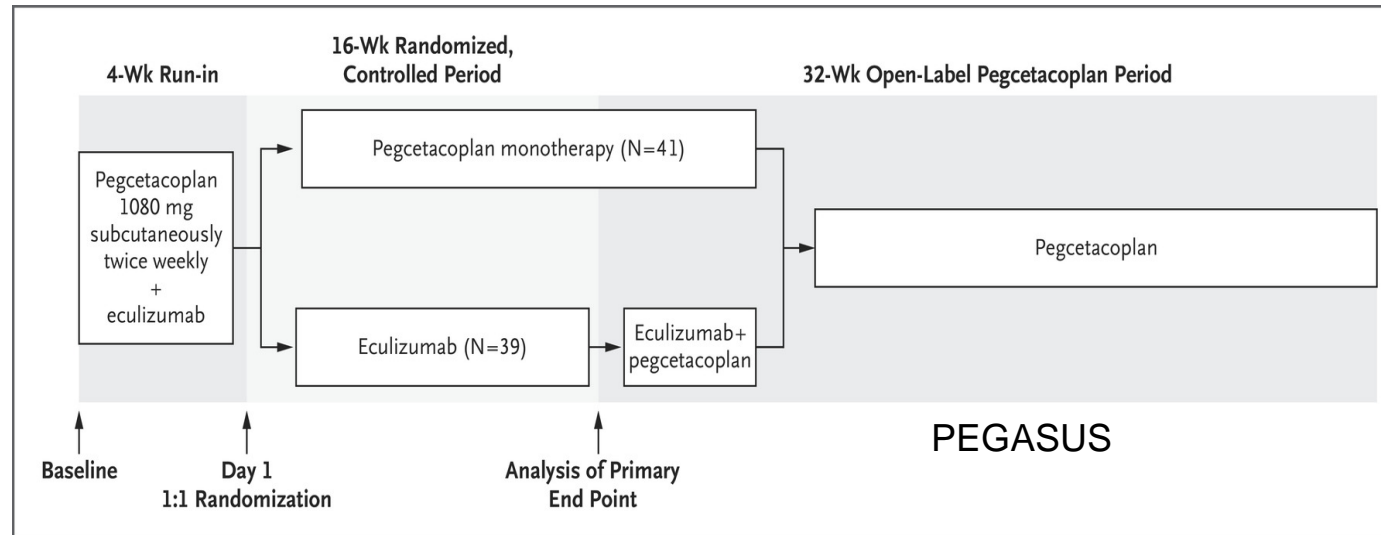 4-Wk Run-in
16-Wk Randomized,
Controlled Period
32-Wk Open-Label Pegcetacoplan Period
Pegcetacoplan
1080 mg
subcutaneously
twice weekly
+
eculizumab
Pegcetacoplan monotherapy (N=41)
Eculizumab (N=39)
Eculizumab+
pegcetacoplan
Pegcetacoplan
Baseline
Day 1
1:1 Randomization
Analysis of Primary
End Point
PEGASUS